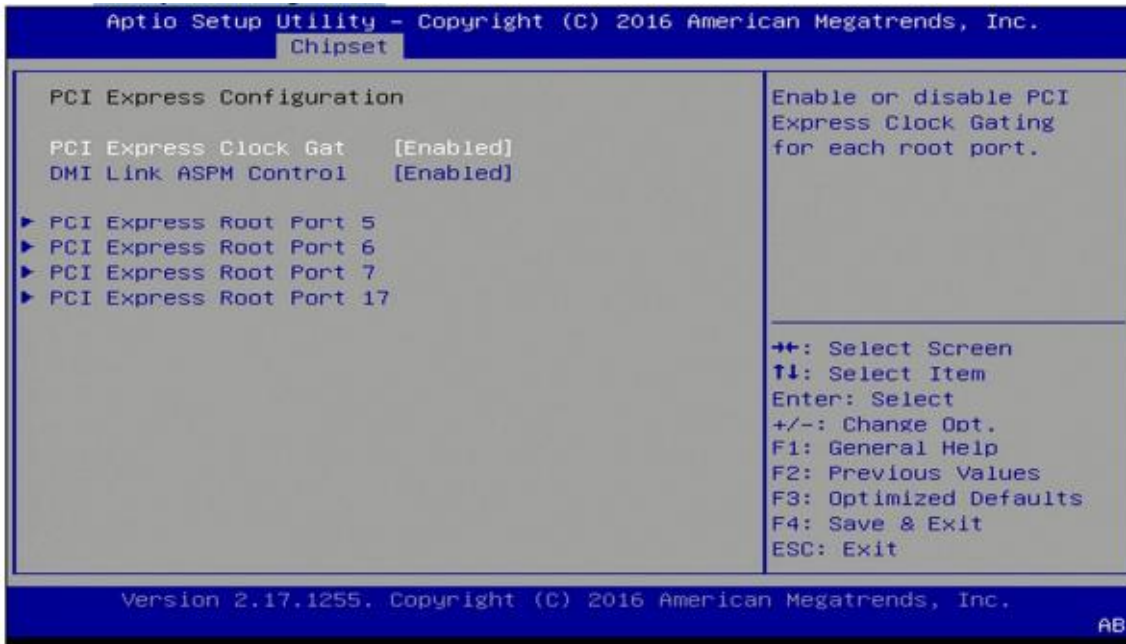 Aptio Setup Utility – Copyright (C) 2016 American Megatrends, Inc.
Chipset
PCI Express Configuration
PCI Express Clock Gat [Enabled]
DMI Link ASPM Control [Enabled]
► PCI Express Root Port 5
► PCI Express Root Port 6
► PCI Express Root Port 7
► PCI Express Root Port 17
Enable or disable PCI
Express Clock Gating
for each root port.
→←: Select Screen
↑↓: Select Item
Enter: Select
+/-: Change Opt.
F1: General Help
F2: Previous Values
F3: Optimized Defaults
F4: Save & Exit
ESC: Exit
Version 2.17.1255. Copyright (C) 2016 American Megatrends, Inc.
AB